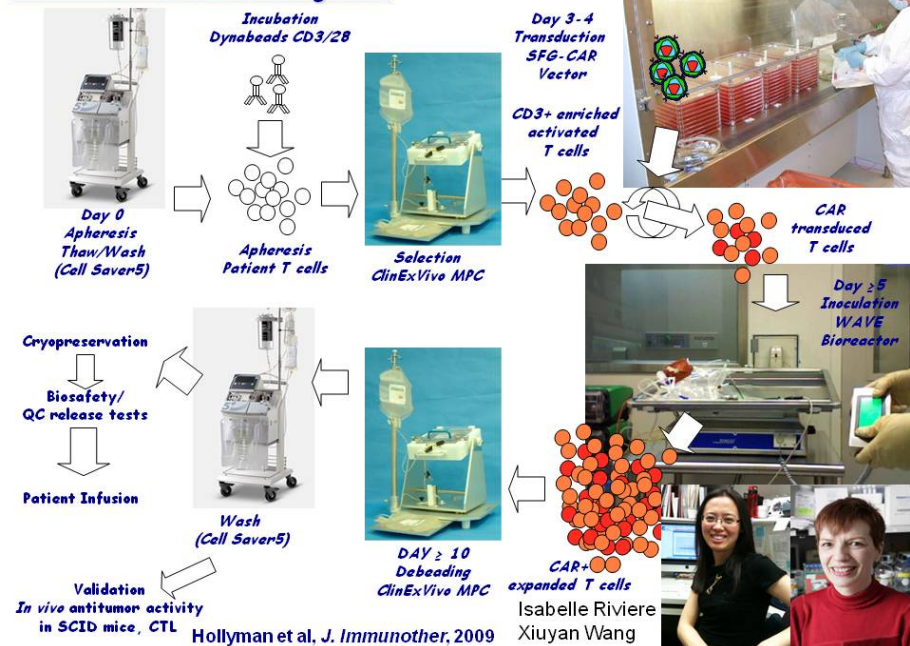 Incubation
Dynabeads CD3/28
Day 3-4
Transduction
SFG-CAR
Vector
CD3+ enriched
activated
T cells
Day 0
Apheresis
Thaw/Wash
(Cell Saver5)
Apheresis
Patient T cells
Selection
ClinExVivo MPC
CAR
transduced
T cells
Day ≥5
Inoculation
WAVE
Bioreactor
CAR+
expanded T cells
DAY ≥ 10
Debeading
ClinExVivo MPC
Wash
(Cell Saver5)
Cryopreservation
Biosafety/
QC release tests
Patient Infusion
Validation
In vivo antitumor activity
in SCID mice, CTL
Hollyman et al, J. Immunother, 2009
Isabelle Riviere
Xiuyan Wang